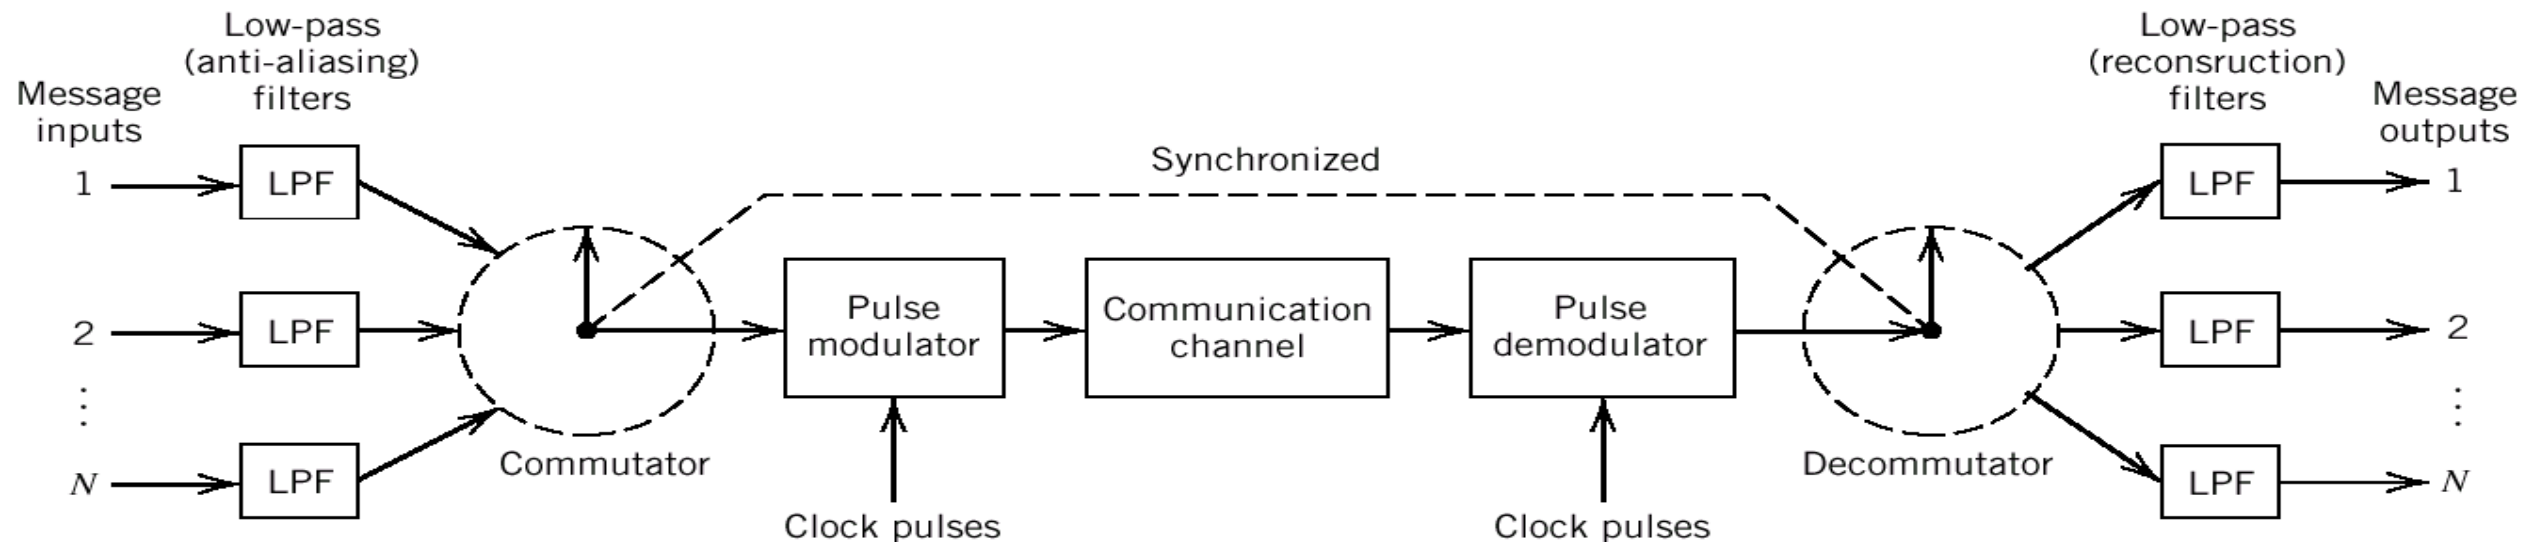 Low-pass
(anti-aliasing)
filters
Message
inputs
1
LPF
2
LPF
⋮
N
LPF
Commutator
Synchronized
Pulse
modulator
Clock pulses
Communication
channel
Pulse
demodulator
Clock pulses
Decommutator
Low-pass
(reconsruction)
filters
Message
outputs
LPF
1
LPF
2
⋮
LPF
N